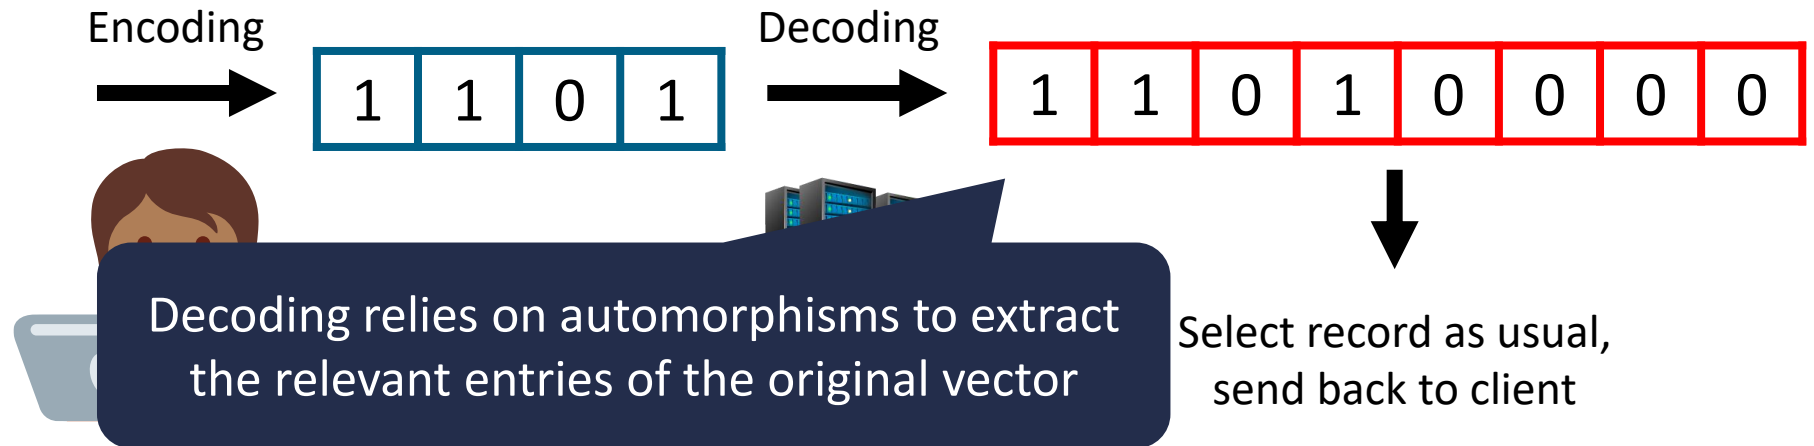 Encoding
1 1 0 1
Decoding
1 1 0 1 0 0 0 0
Decoding relies on automorphisms to extract
the relevant entries of the original vector
Select record as usual,
send back to client